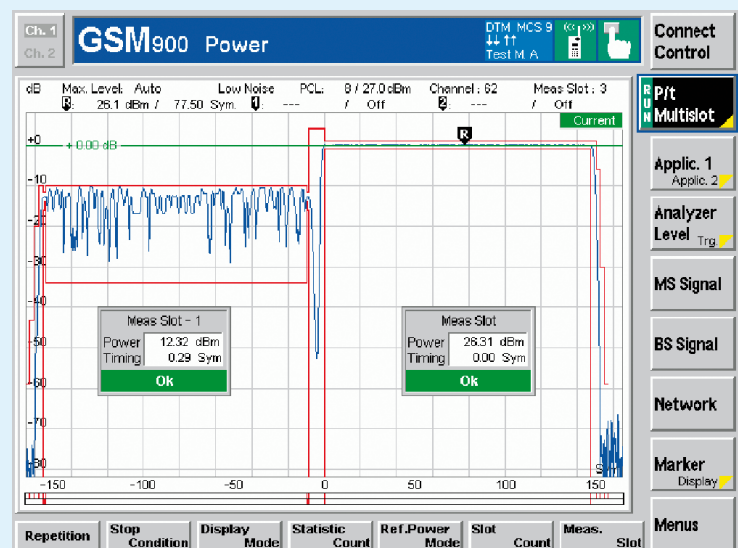 Ch. 1
Ch. 2
GSM900 Power
DTM MCS 9
Test M. A
Connect
Control
dB Max. Level: Auto Low Noise PCL: 8 / 27.0 dBm Channel : 62 Meas Slot : 3
R: 26.1 dBm / 77.50 Sym. 1: --- / Off 2: --- / Off
Current
R
+0
+ 0.00 dB
-10
-20
-30
-40
-50
-60
-70
-80
Meas Slot - 1
Power 12.32 dBm
Timing 0.29 Sym
Ok
Meas Slot
Power 26.31 dBm
Timing 0.00 Sym
Ok
-150 -100 -50 0 50 100 150
RUN
P/t
Multislot
Applic. 1
Applic. 2
Analyzer
Level Trg.
MS Signal
BS Signal
Network
Marker
Display
Menus
Repetition
Stop
Condition
Display
Mode
Statistic
Count
Ref.Power
Mode
Slot
Count
Meas.
Slot